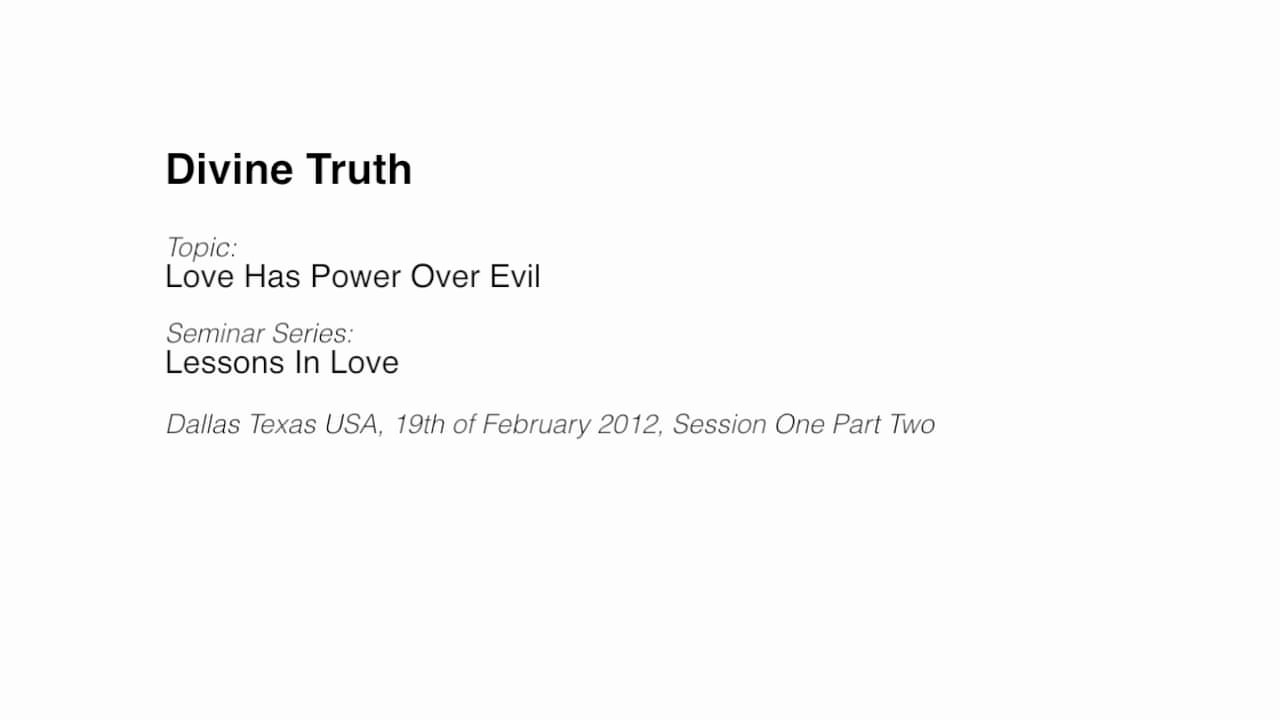 Divine Truth
Topic:
Love Has Power Over Evil
Seminar Series:
Lessons In Love
Dallas Texas USA, 19th of February 2012, Session One Part Two